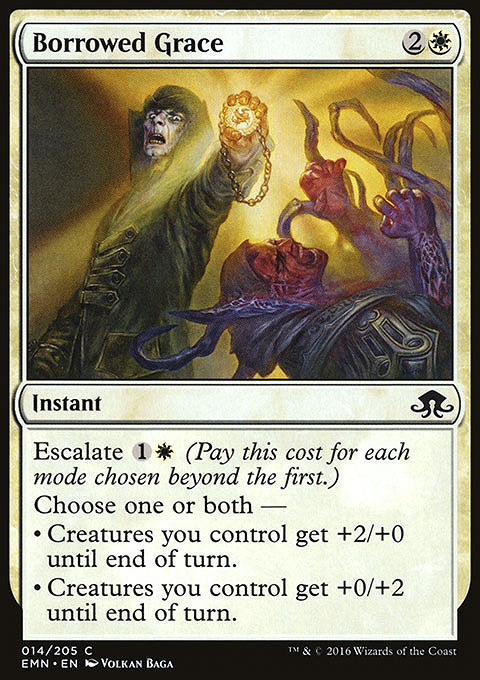 Borrowed Grace 2
Instant
Escalate 1 (Pay this cost for each
mode chosen beyond the first.)
Choose one or both —
• Creatures you control get +2/+0
until end of turn.
• Creatures you control get +0/+2
until end of turn.
014/205 C
EMN • EN Volkan Baga
™ & © 2016 Wizards of the Coast